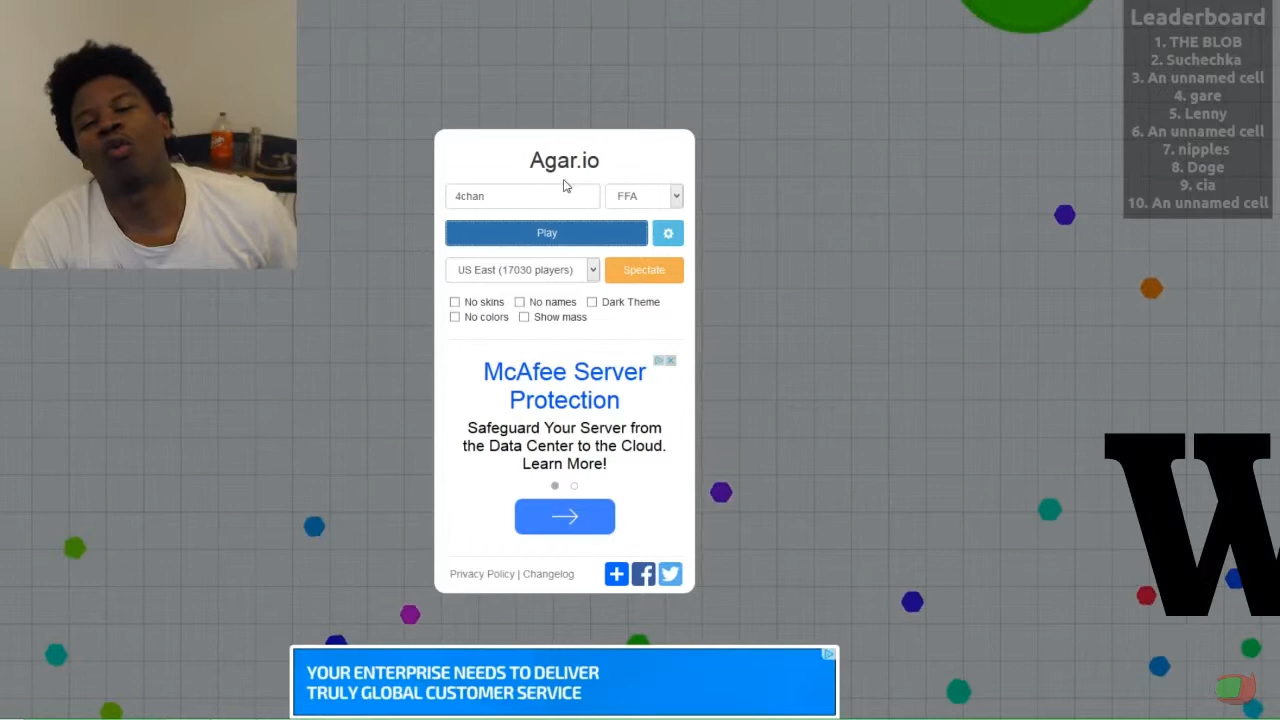 Leaderboard
1. THE BLOB
2. Suchechka
3. An unnamed cell
4. gare
5. Lenny
6. An unnamed cell
7. nipples
8. Doge
9. cia
10. An unnamed cell
Agar.io
4chan
FFA
Play
US East (17030 players)
Spectate
No skins
No names
Dark Theme
No colors
Show mass
McAfee Server
Protection
Safeguard Your Server from
the Data Center to the Cloud.
Learn More!
Privacy Policy | Changelog
W
YOUR ENTERPRISE NEEDS TO DELIVER
TRULY GLOBAL CUSTOMER SERVICE